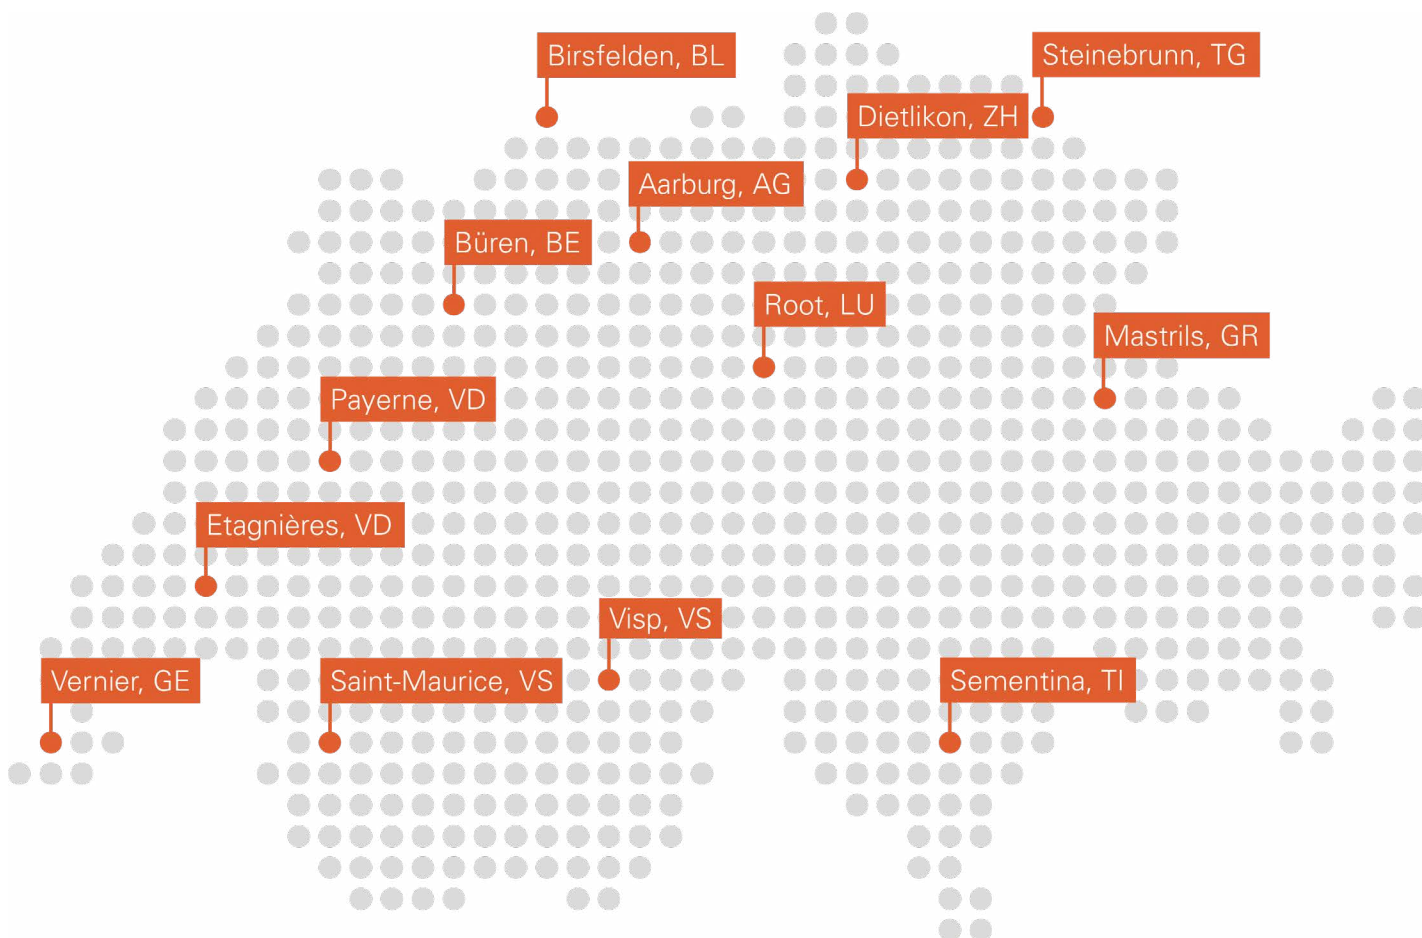 Birsfelden, BL
Steinebrunn, TG
Dietlikon, ZH
Aarburg, AG
Büren, BE
Root, LU
Mastrils, GR
Payerne, VD
Etagnières, VD
Visp, VS
Vernier, GE
Saint-Maurice, VS
Sementina, TI